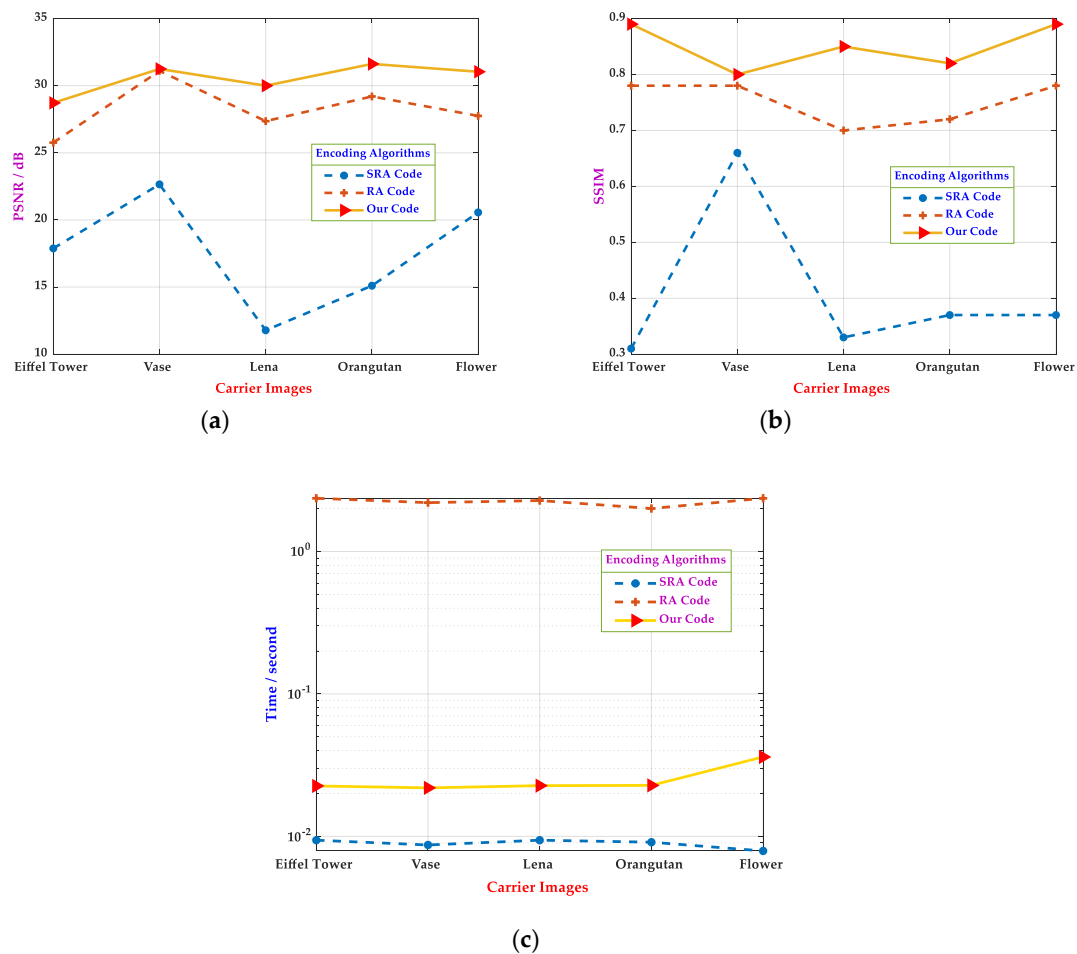 35
30
25
20
15
10
PSNR / dB
Encoding Algorithms
SRA Code
RA Code
Our Code
Eiffel Tower Vase Lena Orangutan Flower
Carrier Images
(a)
0.9
0.8
0.7
0.6
0.5
0.4
0.3
SSIM
Encoding Algorithms
SRA Code
RA Code
Our Code
Eiffel Tower Vase Lena Orangutan Flower
Carrier Images
(b)
10^0
10^-1
10^-2
Time / second
Encoding Algorithms
SRA Code
RA Code
Our Code
Eiffel Tower Vase Lena Orangutan Flower
Carrier Images
(c)